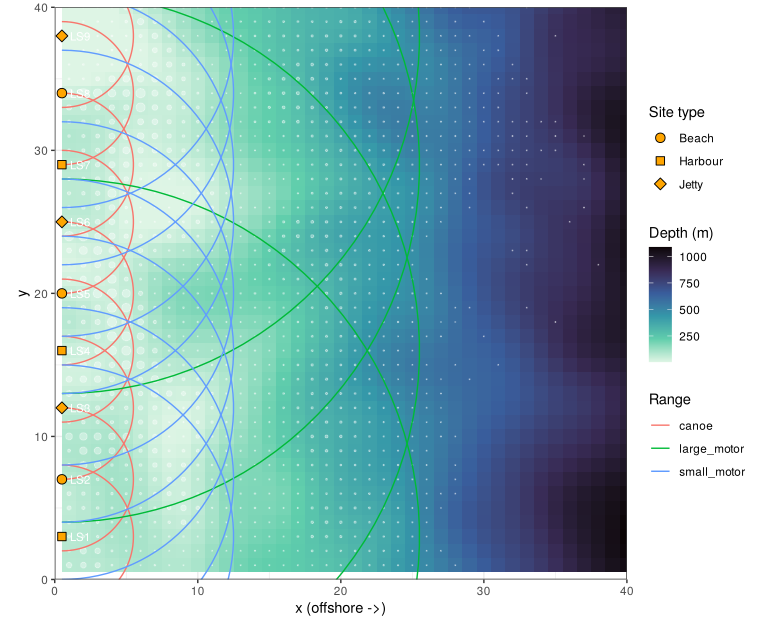 40
30
20
10
0
y
LS9
LS8
LS7
LS6
LS5
LS4
LS3
LS2
LS1
0 10 20 30 40
x (offshore ->)
Site type
Beach
Harbour
Jetty
Depth (m)
1000
750
500
250
Range
canoe
large_motor
small_motor